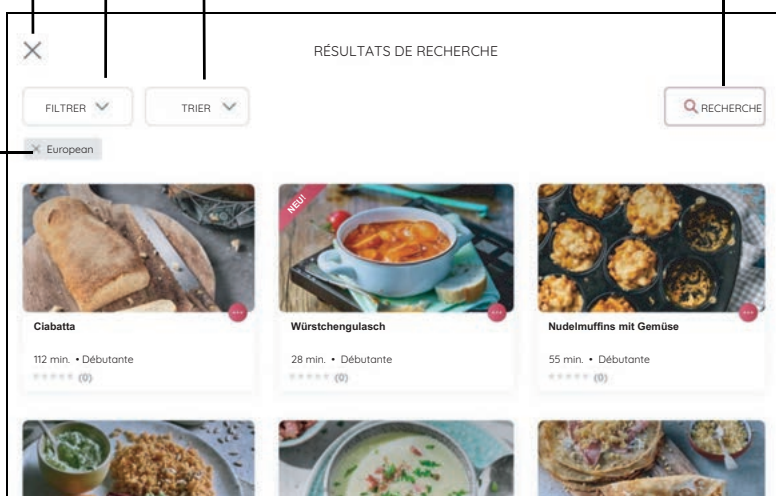 RÉSULTATS DE RECHERCHE
FILTRER
TRIER
RECHERCHE
European
NEU!
Ciabatta
Würstchengulasch
Nudelmuffins mit Gemüse
112 min. • Débutante
28 min. • Débutante
55 min. • Débutante
(0)
(0)
(0)